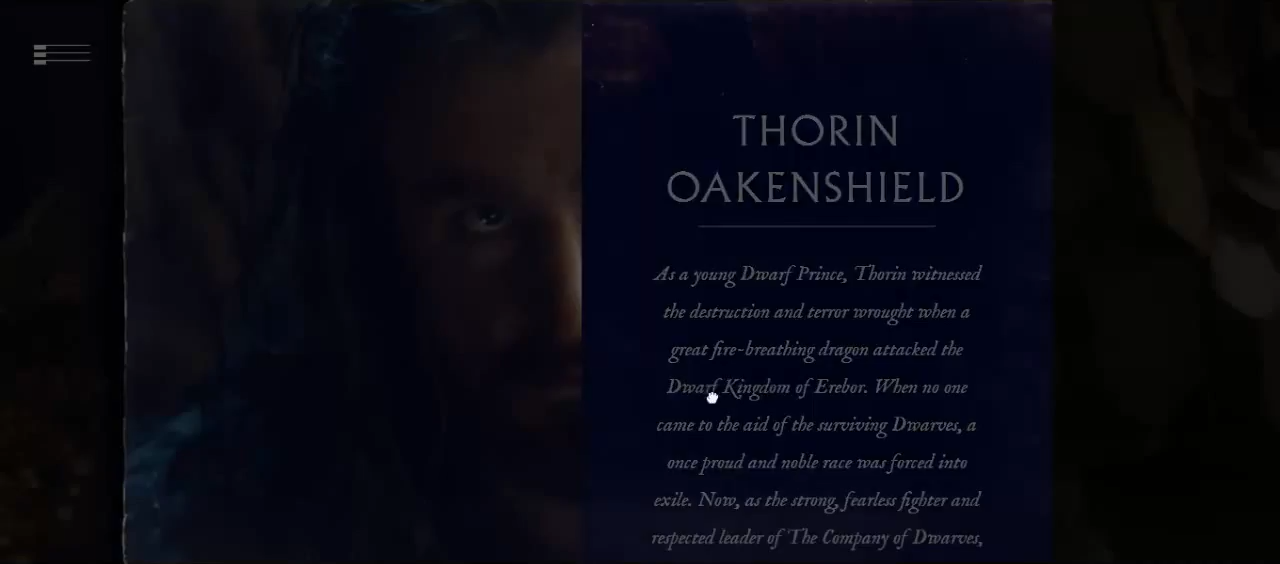 THORIN
OAKENSHIELD
As a young Dwarf Prince, Thorin witnessed
the destruction and terror wrought when a
great fire-breathing dragon attacked the
Dwarf Kingdom of Erebor. When no one
came to the aid of the surviving Dwarves, a
once proud and noble race was forced into
exile. Now, as the strong, fearless fighter and
respected leader of The Company of Dwarves,